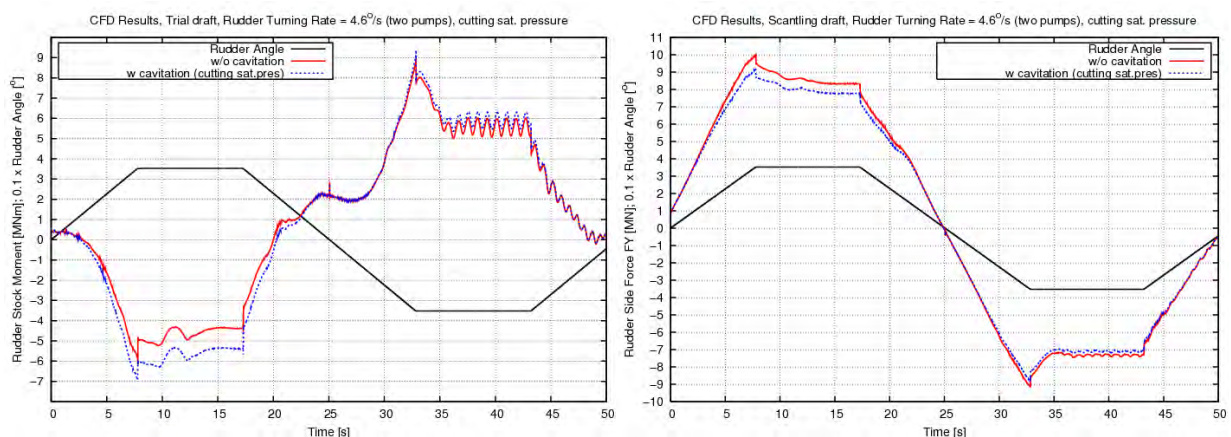 CFD Results, Trial draft, Rudder Turning Rate = 4.6°/s (two pumps), cutting sat. pressure
Rudder Angle
w/o cavitation
w cavitation (cutting sat.pres)
Rudder Stock Moment [MNm]; 0.1 x Rudder Angle [°]
9
8
7
6
5
4
3
2
1
0
-1
-2
-3
-4
-5
-6
-7
0 5 10 15 20 25 30 35 40 45 50
Time [s]
CFD Results, Scantling draft, Rudder Turning Rate = 4.6°/s (two pumps), cutting sat. pressure
Rudder Angle
w/o cavitation
w cavitation (cutting sat.pres)
Rudder Side Force FY [MN]; 0.1 x Rudder Angle [°]
11
10
9
8
7
6
5
4
3
2
1
0
-1
-2
-3
-4
-5
-6
-7
-8
-9
-10
0 5 10 15 20 25 30 35 40 45 50
Time [s]